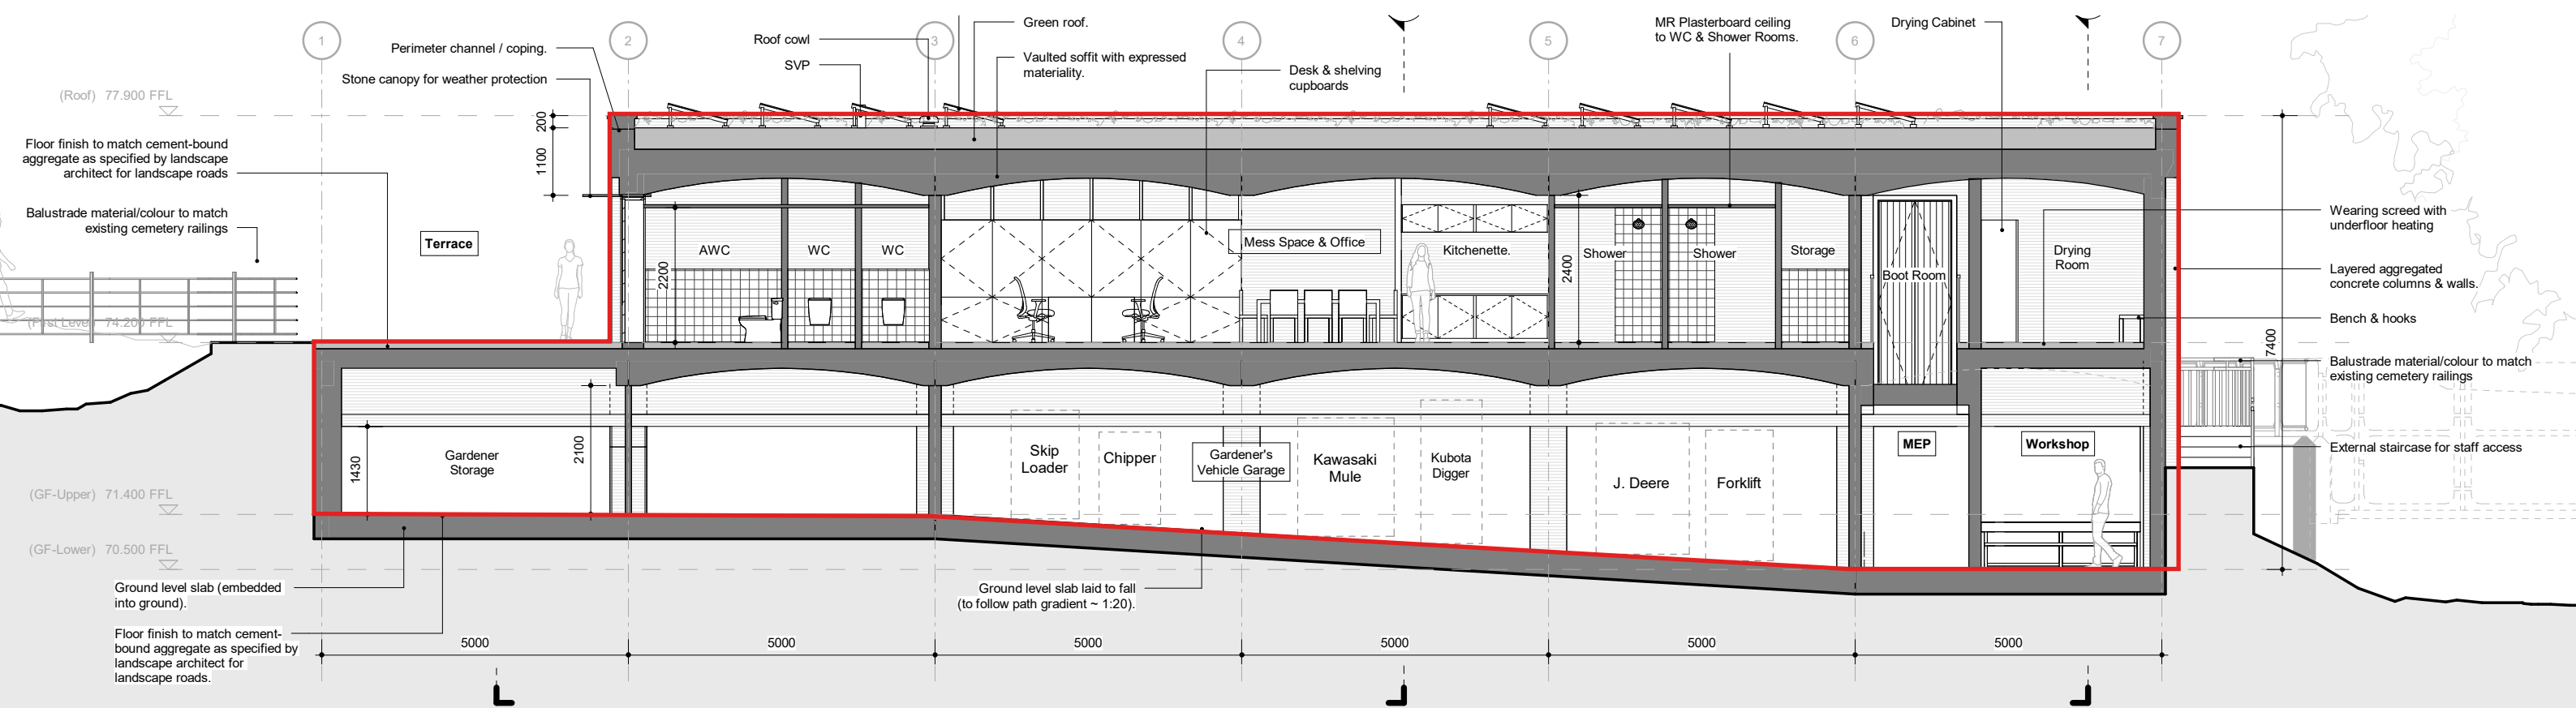 1
2
3
4
5
6
7
Perimeter channel / coping.
Stone canopy for weather protection
Roof cowl
SVP
Green roof.
Vaulted soffit with expressed
materiality.
Desk & shelving
cupboards
MR Plasterboard ceiling
to WC & Shower Rooms.
Drying Cabinet
(Roof) 77.900 FFL
200
1100
Floor finish to match cement-bound
aggregate as specified by landscape
architect for landscape roads
Balustrade material/colour to match
existing cemetery railings
Terrace
(First Level) 74.200 FFL
AWC
WC
WC
2200
Mess Space & Office
Kitchenette.
2400
Shower
Shower
Storage
Boot Room
Drying
Room
Wearing screed with
underfloor heating
Layered aggregated
concrete columns & walls.
Bench & hooks
7400
Balustrade material/colour to match
existing cemetery railings
External staircase for staff access
1430
Gardener
Storage
2100
Skip
Loader
Chipper
Gardener's
Vehicle Garage
Kawasaki
Mule
Kubota
Digger
J. Deere
Forklift
MEP
Workshop
(GF-Upper) 71.400 FFL
(GF-Lower) 70.500 FFL
Ground level slab (embedded
into ground).
Floor finish to match cement-
bound aggregate as specified by
landscape architect for
landscape roads.
Ground level slab laid to fall
(to follow path gradient ~ 1:20).
5000
5000
5000
5000
5000
5000